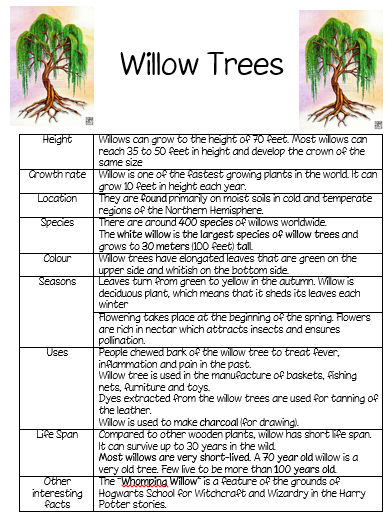 Willow Trees
Height
Willows can grow to the height of 70 feet. Most willows can
reach 35 to 50 feet in height and develop the crown of the
same size
Growth rate
Willow is one of the fastest growing plants in the world. It can
grow 10 feet in height each year.
Location
They are found primarily on moist soils in cold and temperate
regions of the Northern Hemisphere.
Species
There are around 400 species of willows worldwide.
The white willow is the largest species of willow trees and
grows to 30 meters (100 feet) tall.
Colour
Willow trees have elongated leaves that are green on the
upper side and whitish on the bottom side.
Seasons
Leaves turn from green to yellow in the autumn. Willow is
deciduous plant, which means that it sheds its leaves each
winter
Flowering takes place at the beginning of the spring. Flowers
are rich in nectar which attracts insects and ensures
pollination.
Uses
People chewed bark of the willow tree to treat fever,
inflammation and pain in the past.
Willow tree is used in the manufacture of baskets, fishing
nets, furniture and toys.
Dyes extracted from the willow trees are used for tanning of
the leather.
Willow is used to make charcoal (for drawing).
Life Span
Compared to other wooden plants, willow has short life span.
It can survive up to 30 years in the wild.
Most willows are very short-lived. A 70 year old willow is a
very old tree. Few live to be more than 100 years old.
Other
interesting
facts
The "Whomping Willow" is a feature of the grounds of
Hogwarts School for Witchcraft and Wizardry in the Harry
Potter stories.